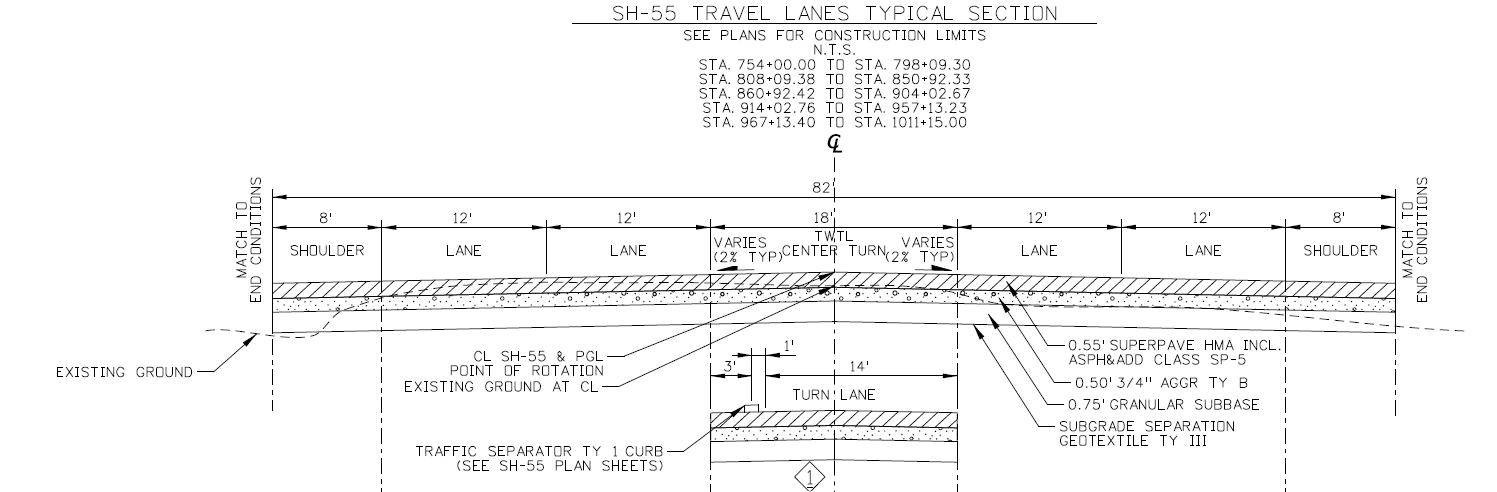 SH-55 TRAVEL LANES TYPICAL SECTION
SEE PLANS FOR CONSTRUCTION LIMITS
N.T.S.
STA. 754+00.00 TO STA. 798+09.30
STA. 808+09.38 TO STA. 850+92.33
STA. 860+92.42 TO STA. 904+02.67
STA. 914+02.76 TO STA. 957+13.23
STA. 967+13.40 TO STA. 1011+15.00
CL
82'
MATCH TO
END CONDITIONS
8'
12'
12'
18'
12'
12'
8'
MATCH TO
END CONDITIONS
SHOULDER
LANE
LANE
VARIES
(2% TYP)
TWTL
CENTER TURN
VARIES
(2% TYP)
LANE
LANE
SHOULDER
EXISTING GROUND
CL SH-55 & PGL
POINT OF ROTATION
EXISTING GROUND AT CL
0.55' SUPERPAVE HMA INCL.
ASPH&ADD CLASS SP-5
0.50' 3/4" AGGR TY B
0.75' GRANULAR SUBBASE
SUBGRADE SEPARATION
GEOTEXTILE TY III
1'
3'
14'
TURN LANE
TRAFFIC SEPARATOR TY 1 CURB
(SEE SH-55 PLAN SHEETS)
1